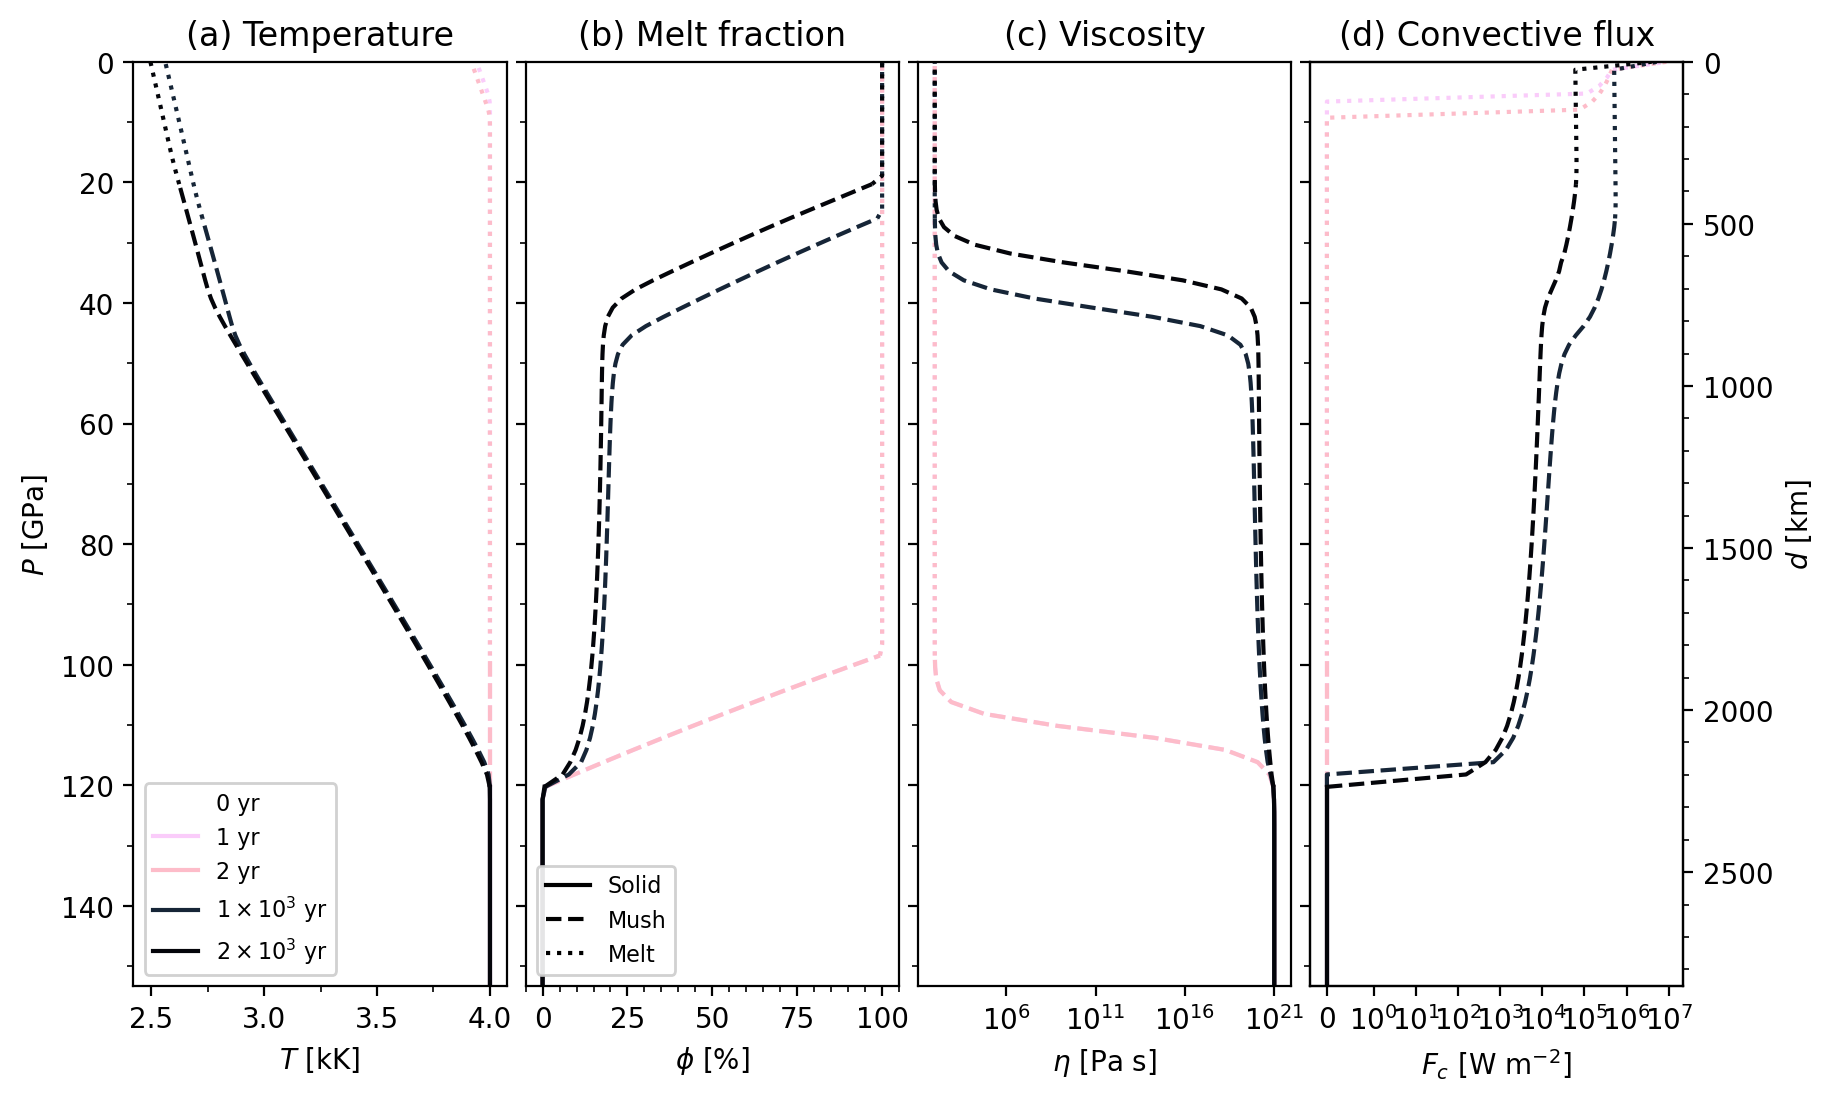 (a) Temperature
(b) Melt fraction
(c) Viscosity
(d) Convective flux
0
20
40
60
80
100
120
140
P [GPa]
0
500
1000
1500
2000
2500
d [km]
0 yr
1 yr
2 yr
1 × 10³ yr
2 × 10³ yr
Solid
Mush
Melt
2.5 3.0 3.5 4.0
0 25 50 75 100
10⁶ 10¹¹ 10¹⁶ 10²¹
0 10⁰ 10¹ 10² 10³ 10⁴ 10⁵ 10⁶ 10⁷
T [kK]
ϕ [%]
η [Pa s]
F_c [W m⁻²]